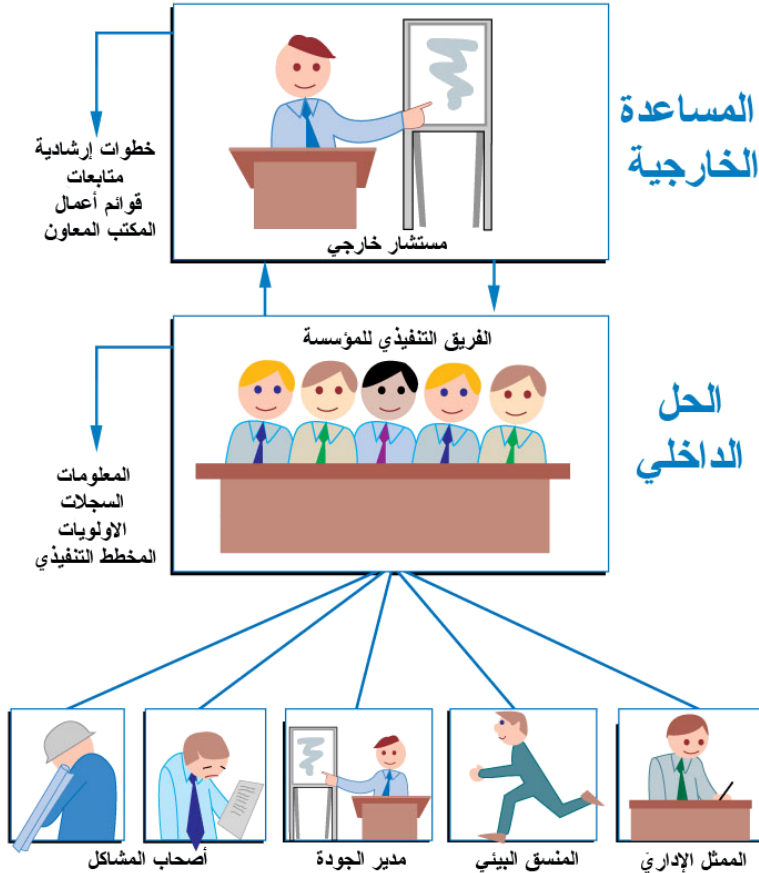 المساعدة
الخارجية
خطوات إرشادية
متابعات
قوائم أعمال
المكتب المعاون
مستشار خارجي
الفريق التنفيذي للمؤسسة
الحل
الداخلي
المعلومات
السجلات
الاولويات
المخطط التنفيذي
الممثل الإداري
المنسق البيئي
مدير الجودة
أصحاب المشاكل